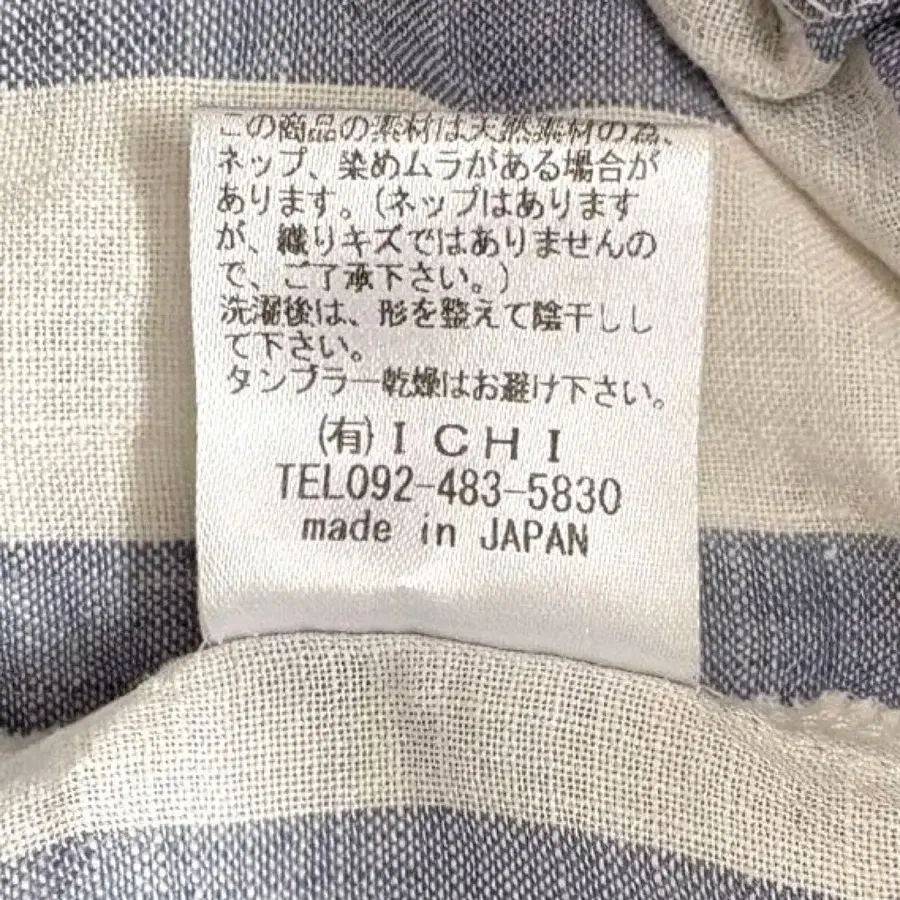 この商品の素材は天然素材の為、
ネップ、染めムラがある場合が
あります。(ネップはあります
が、織りキズではありませんの
で、ご了承下さい。)
洗濯後は、形を整えて陰干しし
て下さい。
タンブラー乾燥はお避け下さい。
(有)ICHI
TEL092-483-5830
made in JAPAN